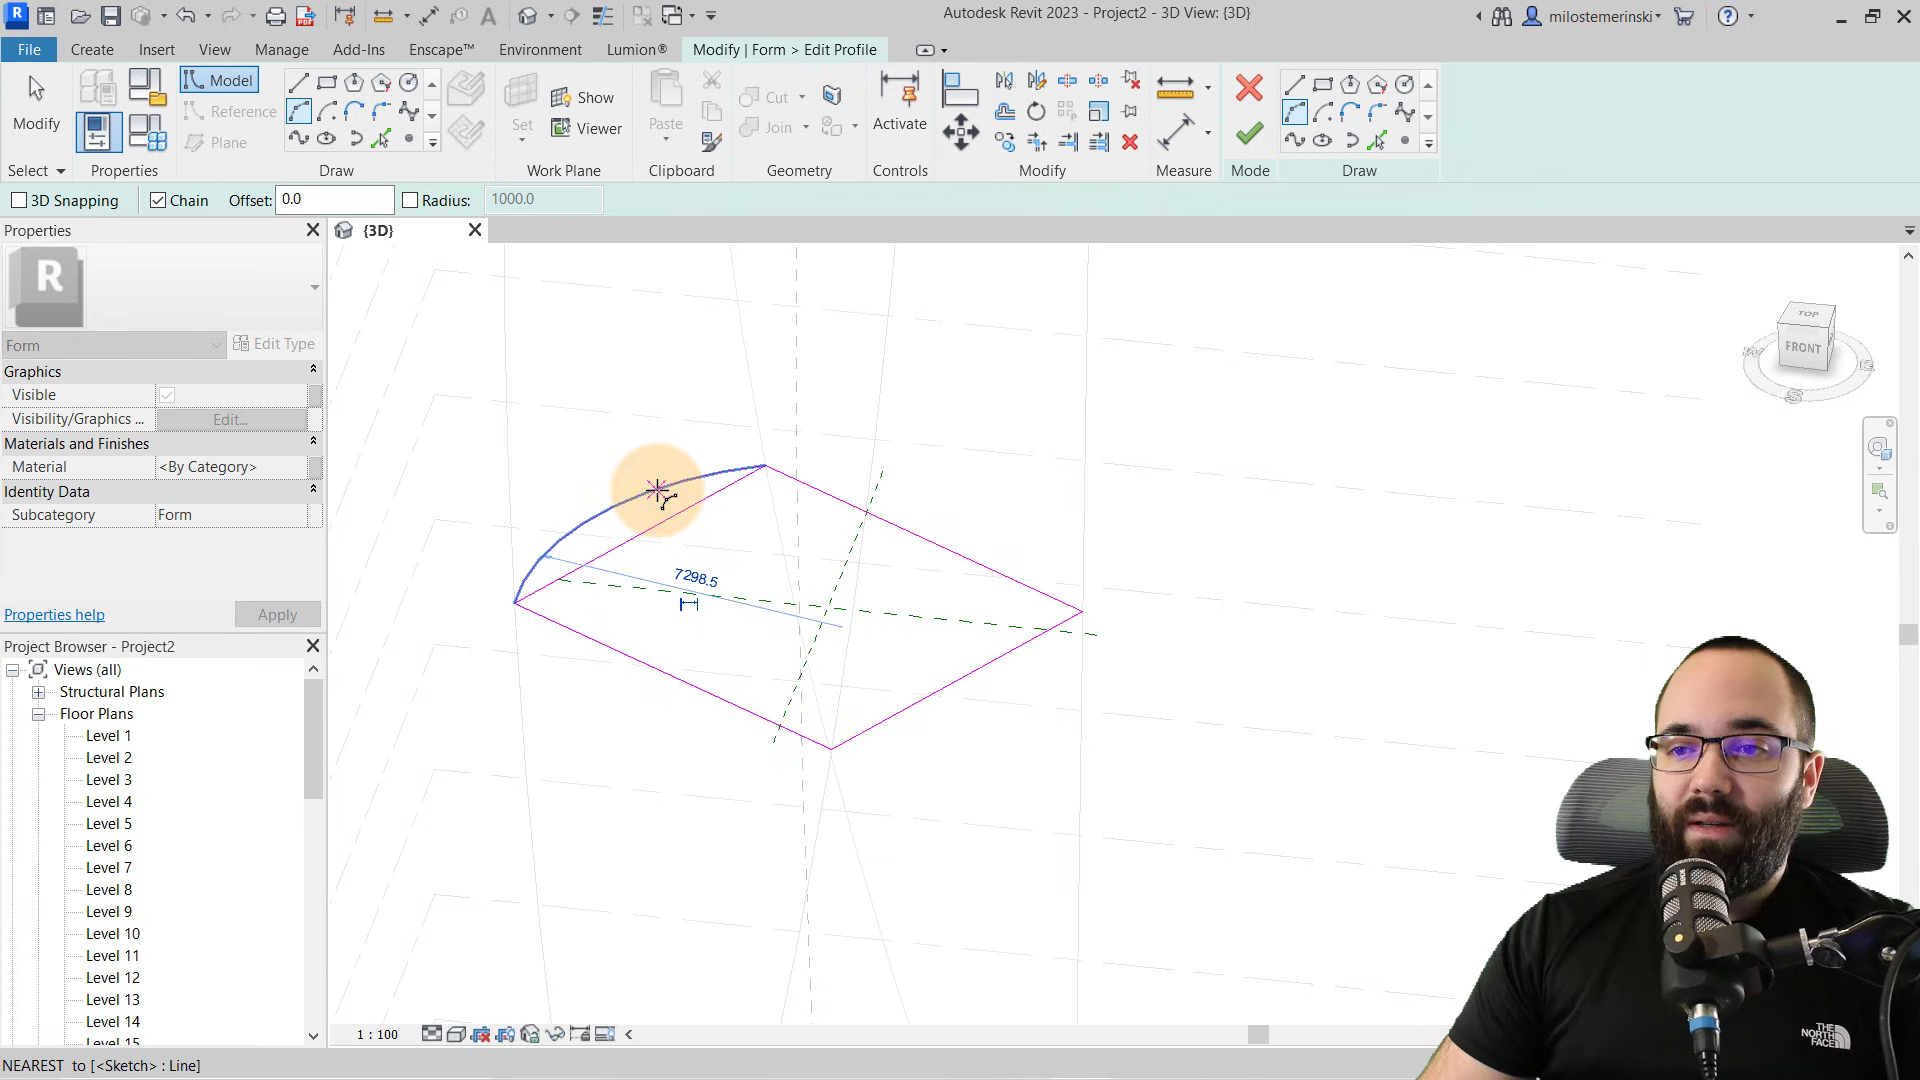 Autodesk Revit 2023 - Project2 - 3D View: {3D}
milostemerinski
File Create Insert View Manage Add-Ins Enscape™ Environment Lumion® Modify | Form > Edit Profile
Modify
Select
Properties
Model
Reference
Plane
Draw
Set
Show
Viewer
Work Plane
Paste
Clipboard
Cut
Join
Geometry
Activate
Controls
Modify
Measure
Mode
Draw
3D Snapping Chain Offset: 0.0 Radius: 1000.0
Properties
{3D}
R
Form Edit Type
Graphics
Visible
Visibility/Graphics ... Edit...
Materials and Finishes
Material <By Category>
Identity Data
Subcategory Form
Properties help Apply
Project Browser - Project2
Views (all)
Structural Plans
Floor Plans
Level 1
Level 2
Level 3
Level 4
Level 5
Level 6
Level 7
Level 8
Level 9
Level 10
Level 11
Level 12
Level 13
Level 14
Level 15
7298.5
TOP
FRONT
S
1 : 100
NEAREST to [<Sketch> : Line]
RODE
THE
NORTH
FACE